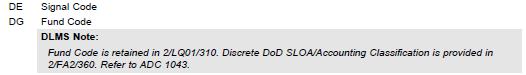 DE Signal Code
DG Fund Code
DLMS Note:
Fund Code is retained in 2/LQ01/310. Discrete DoD SLOA/Accounting Classification is provided in
2/FA2/360. Refer to ADC 1043.